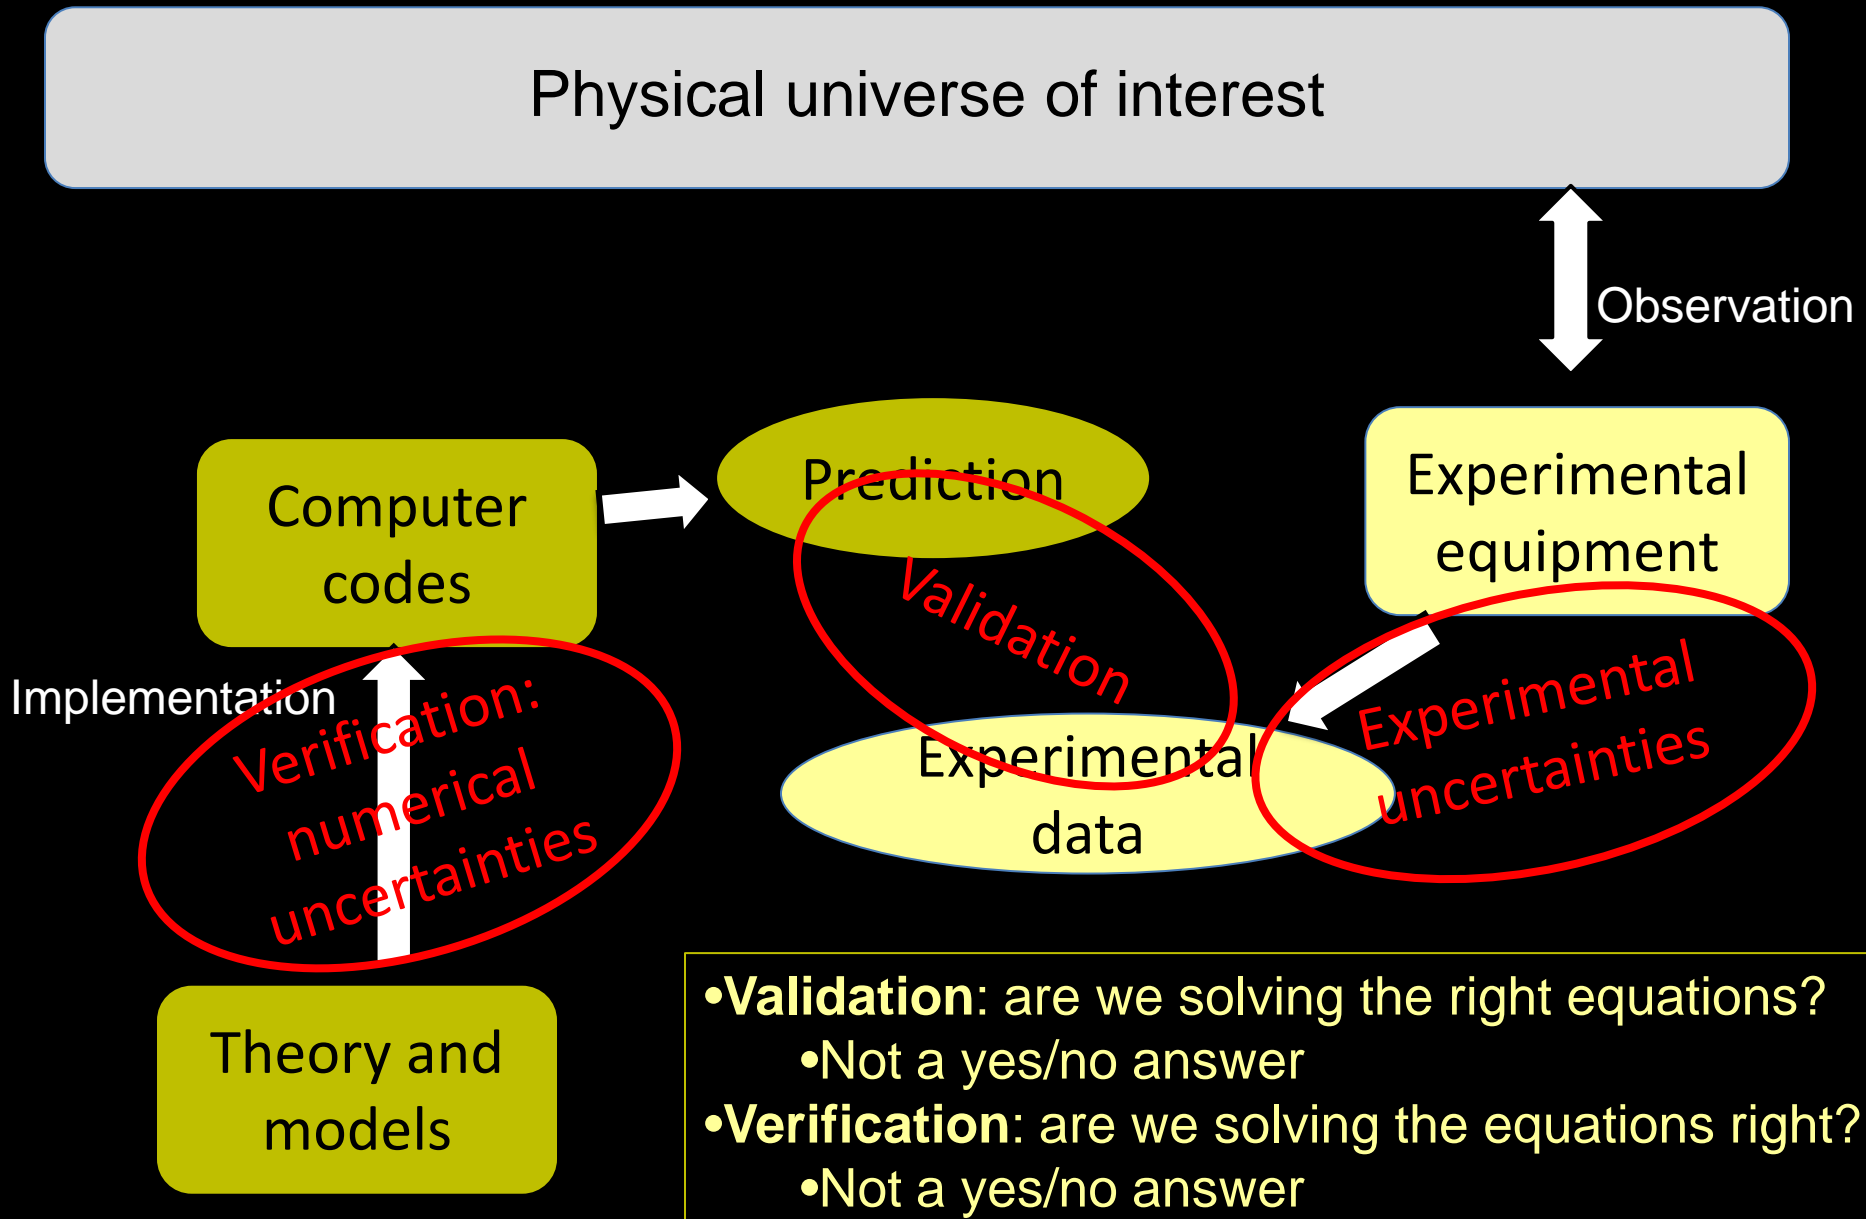 Physical universe of interest
Observation
Computer
codes
Prediction
Experimental
equipment
Validation
Implementation
Verification:
numerical
uncertainties
Experimental
data
Experimental
uncertainties
Theory and
models
•Validation: are we solving the right equations?
•Not a yes/no answer
•Verification: are we solving the equations right?
•Not a yes/no answer